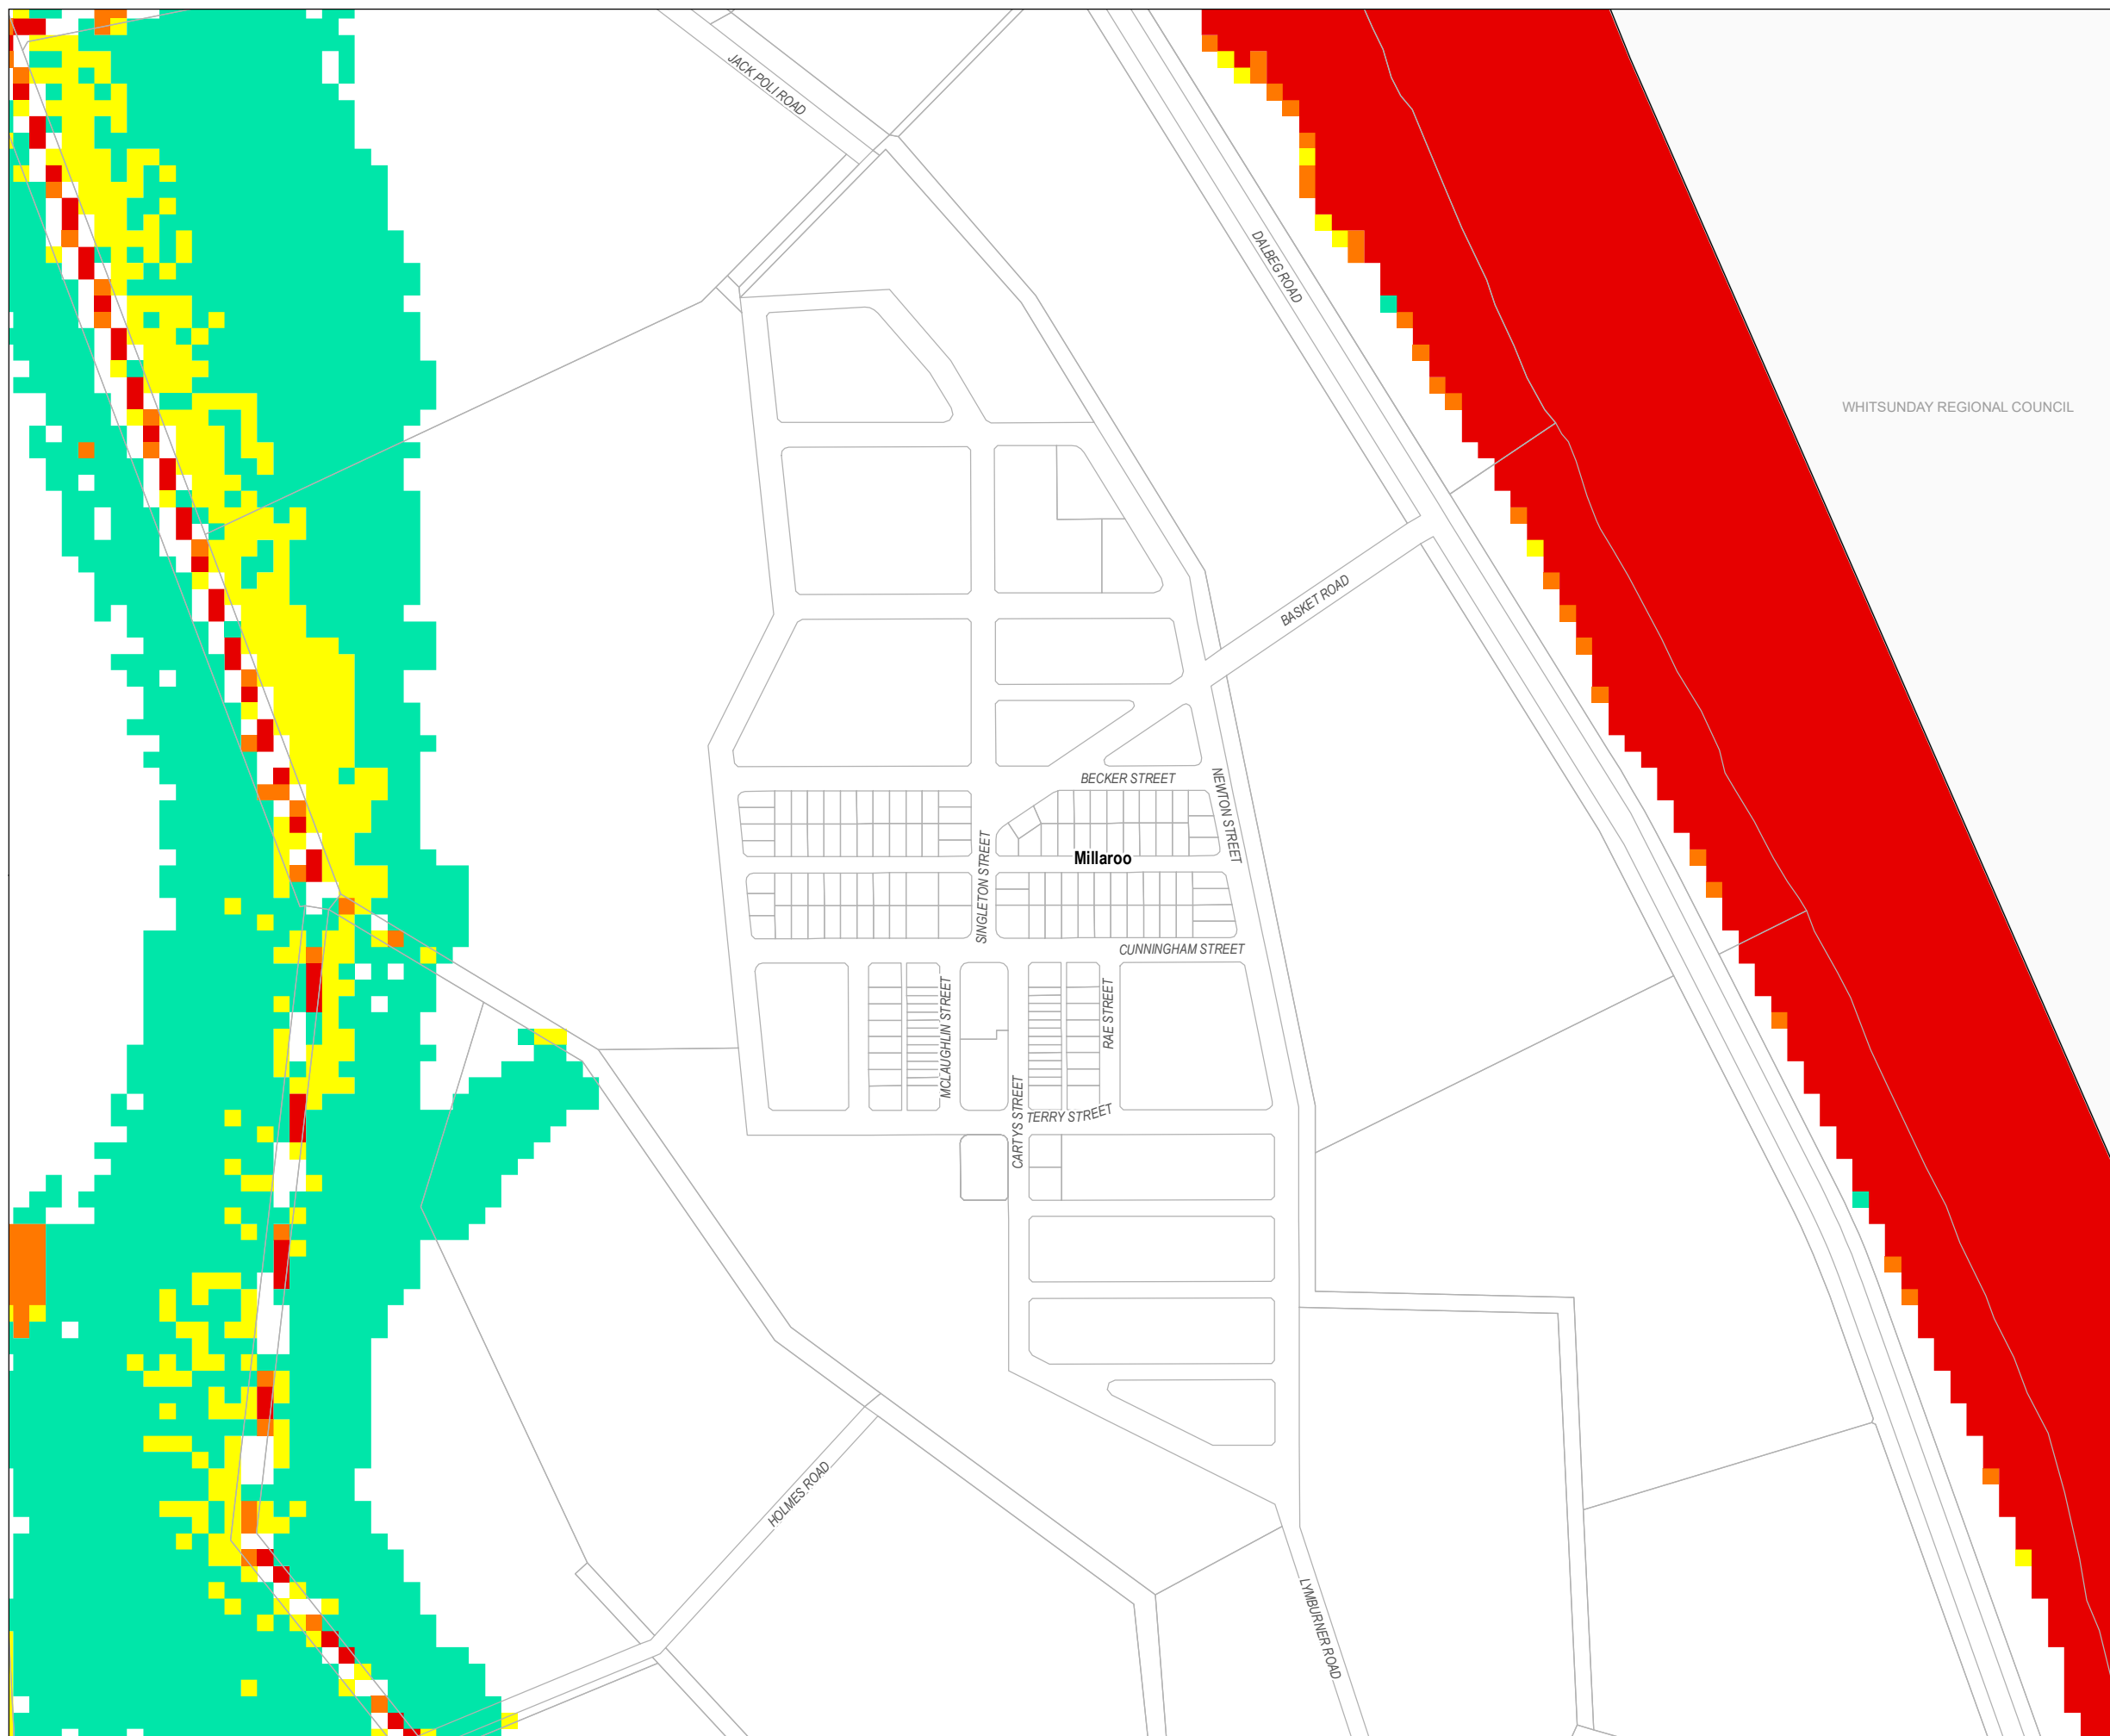 JACK POLI ROAD
DALBEG ROAD
WHITSUNDAY REGIONAL COUNCIL
BASKET ROAD
BECKER STREET
NEWTON STREET
SINGLETON STREET
Millaroo
CUNNINGHAM STREET
MCLAUGHLIN STREET
RAE STREET
CARTYS STREET
TERRY STREET
HOLMES ROAD
LYMBURNER ROAD